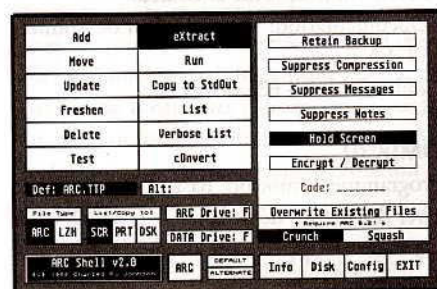 Add eXtract
Move Run
Update Copy to StdOut
Freshen List
Delete Verbose List
Test cOnvert
Retain Backup
Suppress Compression
Suppress Messages
Suppress Notes
Hold Screen
Encrypt / Decrypt
Def: ARC.TTP Alt: Code:
File Type List/Copy to: ARC Drive: F Overwrite Existing Files
ARC LZH SCR PRT DSK DATA Drive: F Crunch Squash
ARC Shell v2.0 ARC DEFAULT ALTERNATE Info Disk Config EXIT